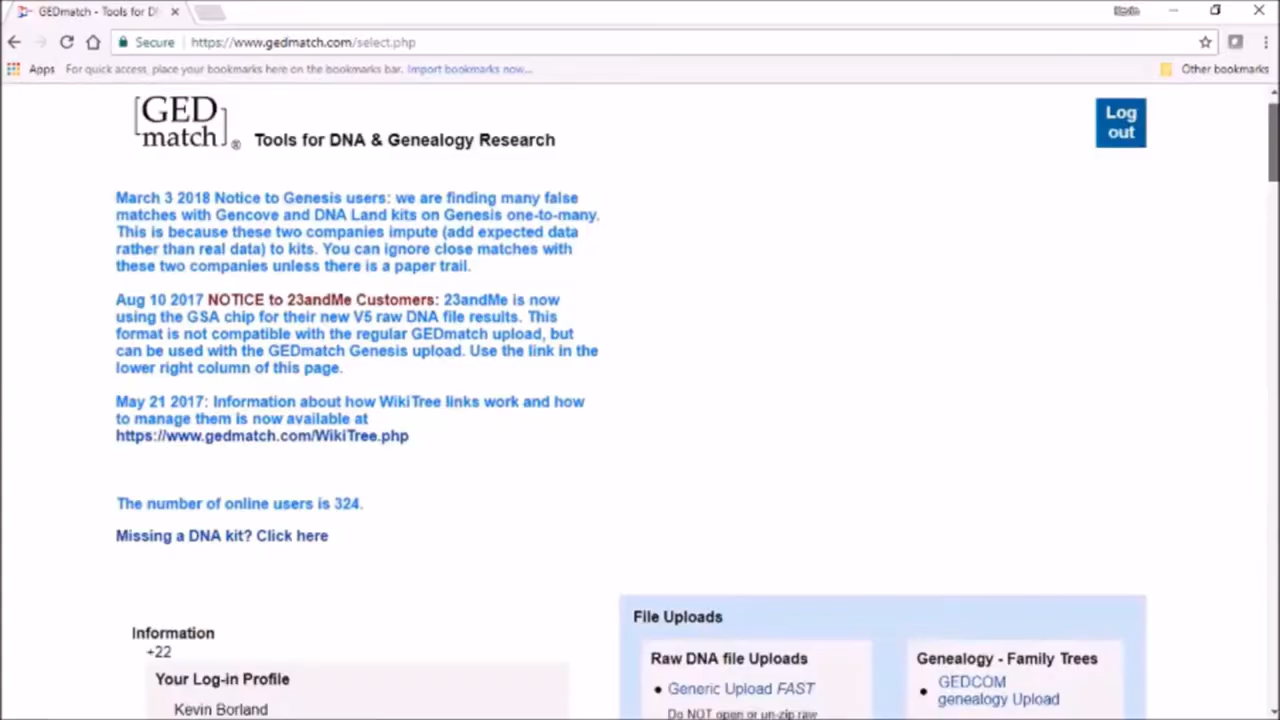 GEDmatch - Tools for D
Secure
https://www.gedmatch.com/select.php
Apps
For quick access, place your bookmarks here on the bookmarks bar. Import bookmarks now...
Other bookmarks
[GED
match]®
Tools for DNA & Genealogy Research
Log
out
March 3 2018 Notice to Genesis users: we are finding many false
matches with Gencove and DNA Land kits on Genesis one-to-many.
This is because these two companies impute (add expected data
rather than real data) to kits. You can ignore close matches with
these two companies unless there is a paper trail.
Aug 10 2017 NOTICE to 23andMe Customers: 23andMe is now
using the GSA chip for their new V5 raw DNA file results. This
format is not compatible with the regular GEDmatch upload, but
can be used with the GEDmatch Genesis upload. Use the link in the
lower right column of this page.
May 21 2017: Information about how WikiTree links work and how
to manage them is now available at
https://www.gedmatch.com/WikiTree.php
The number of online users is 324.
Missing a DNA kit? Click here
Information
+22
Your Log-in Profile
Kevin Borland
File Uploads
Raw DNA file Uploads
• Generic Upload FAST
Do NOT open or un-zip raw
Genealogy - Family Trees
• GEDCOM
genealogy Upload